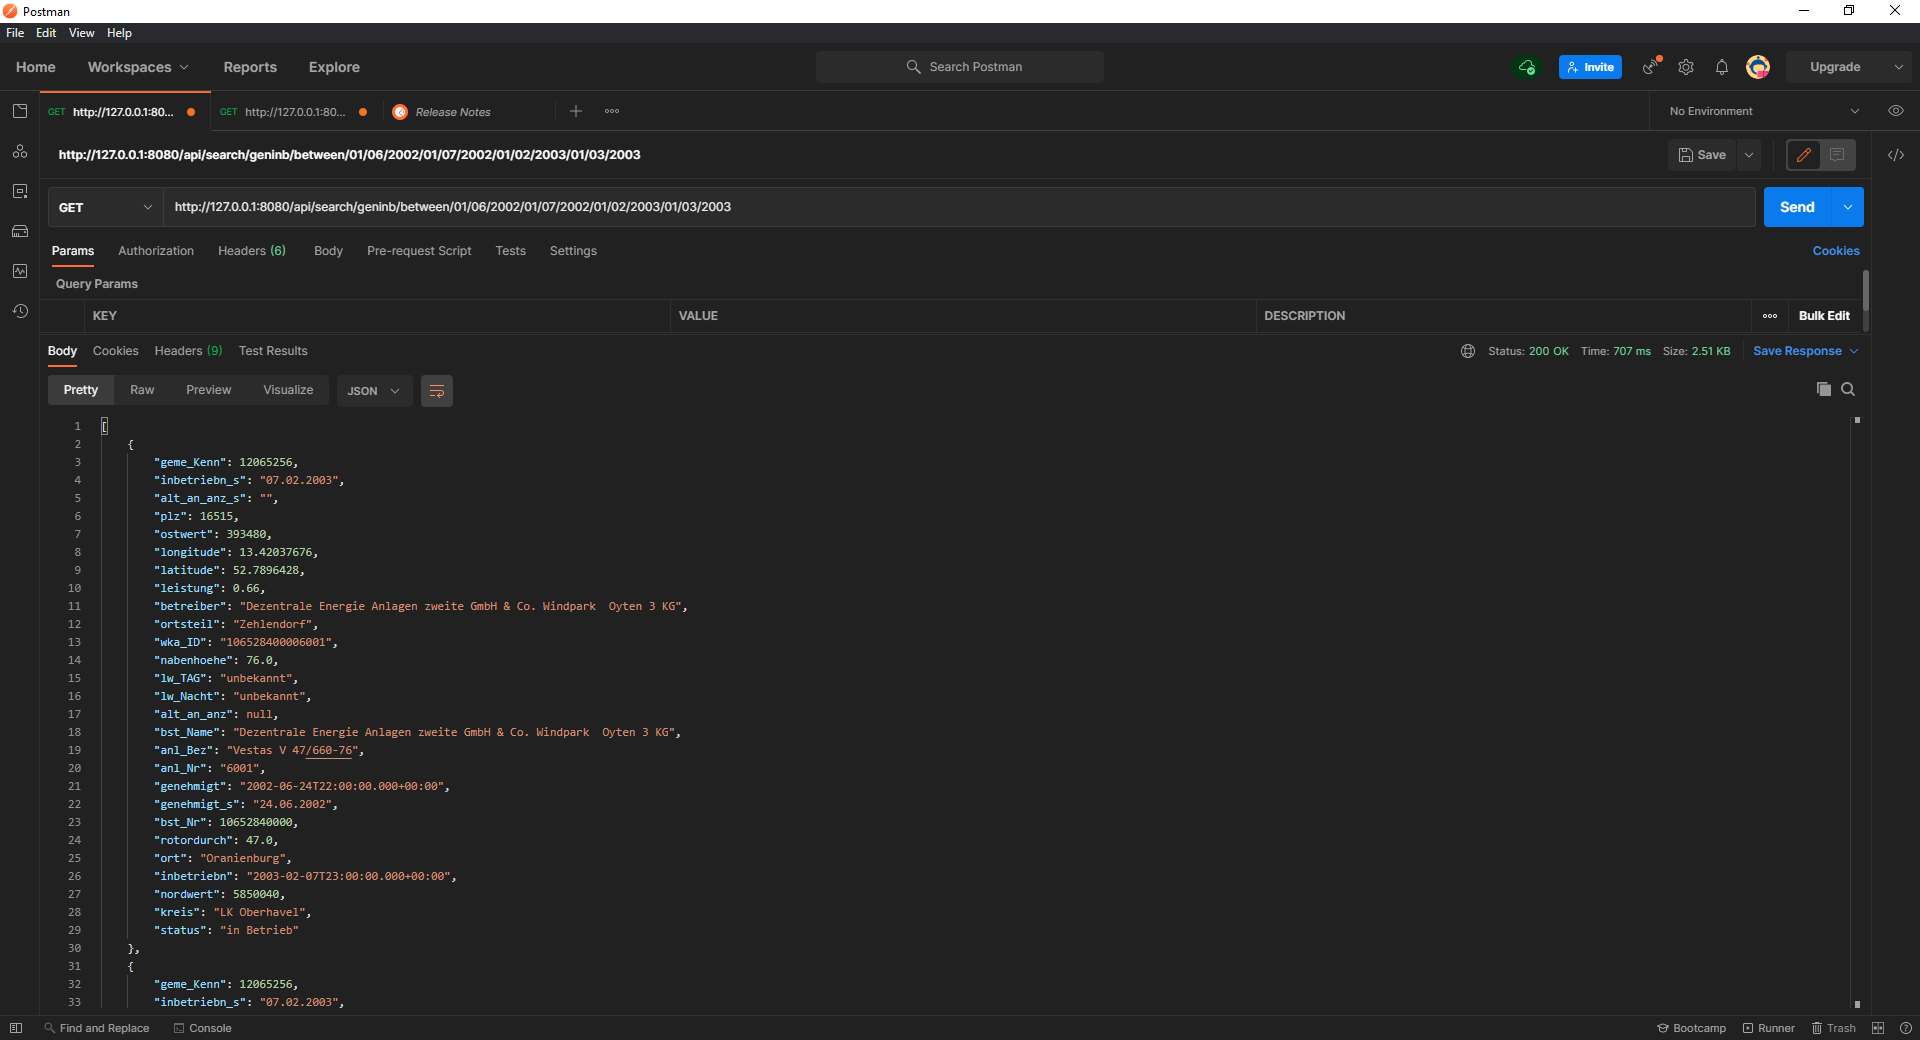 Postman
File Edit View Help
Home Workspaces Reports Explore Search Postman Invite Upgrade
GET http://127.0.0.1:80... GET http://127.0.0.1:80... Release Notes No Environment
http://127.0.0.1:8080/api/search/geninb/between/01/06/2002/01/07/2002/01/02/2003/01/03/2003 Save
GET http://127.0.0.1:8080/api/search/geninb/between/01/06/2002/01/07/2002/01/02/2003/01/03/2003 Send
Params Authorization Headers (6) Body Pre-request Script Tests Settings Cookies
Query Params
KEY VALUE DESCRIPTION Bulk Edit
Body Cookies Headers (9) Test Results Status: 200 OK Time: 707 ms Size: 2.51 KB Save Response
Pretty Raw Preview Visualize JSON
1 [
2 {
3 "geme_Kenn": 12065256,
4 "inbetriebn_s": "07.02.2003",
5 "alt_an_anz_s": "",
6 "plz": 16515,
7 "ostwert": 393480,
8 "longitude": 13.42037676,
9 "latitude": 52.7896428,
10 "leistung": 0.66,
11 "betreiber": "Dezentrale Energie Anlagen zweite GmbH & Co. Windpark  Oyten 3 KG",
12 "ortsteil": "Zehlendorf",
13 "wka_ID": "106528400006001",
14 "nabenhoehe": 76.0,
15 "lw_TAG": "unbekannt",
16 "lw_Nacht": "unbekannt",
17 "alt_an_anz": null,
18 "bst_Name": "Dezentrale Energie Anlagen zweite GmbH & Co. Windpark  Oyten 3 KG",
19 "anl_Bez": "Vestas V 47/660-76",
20 "anl_Nr": "6001",
21 "genehmigt": "2002-06-24T22:00:00.000+00:00",
22 "genehmigt_s": "24.06.2002",
23 "bst_Nr": 10652840000,
24 "rotordurch": 47.0,
25 "ort": "Oranienburg",
26 "inbetriebn": "2003-02-07T23:00:00.000+00:00",
27 "nordwert": 5850040,
28 "kreis": "LK Oberhavel",
29 "status": "in Betrieb"
30 },
31 {
32 "geme_Kenn": 12065256,
33 "inbetriebn_s": "07.02.2003",
Find and Replace Console Bootcamp Runner Trash